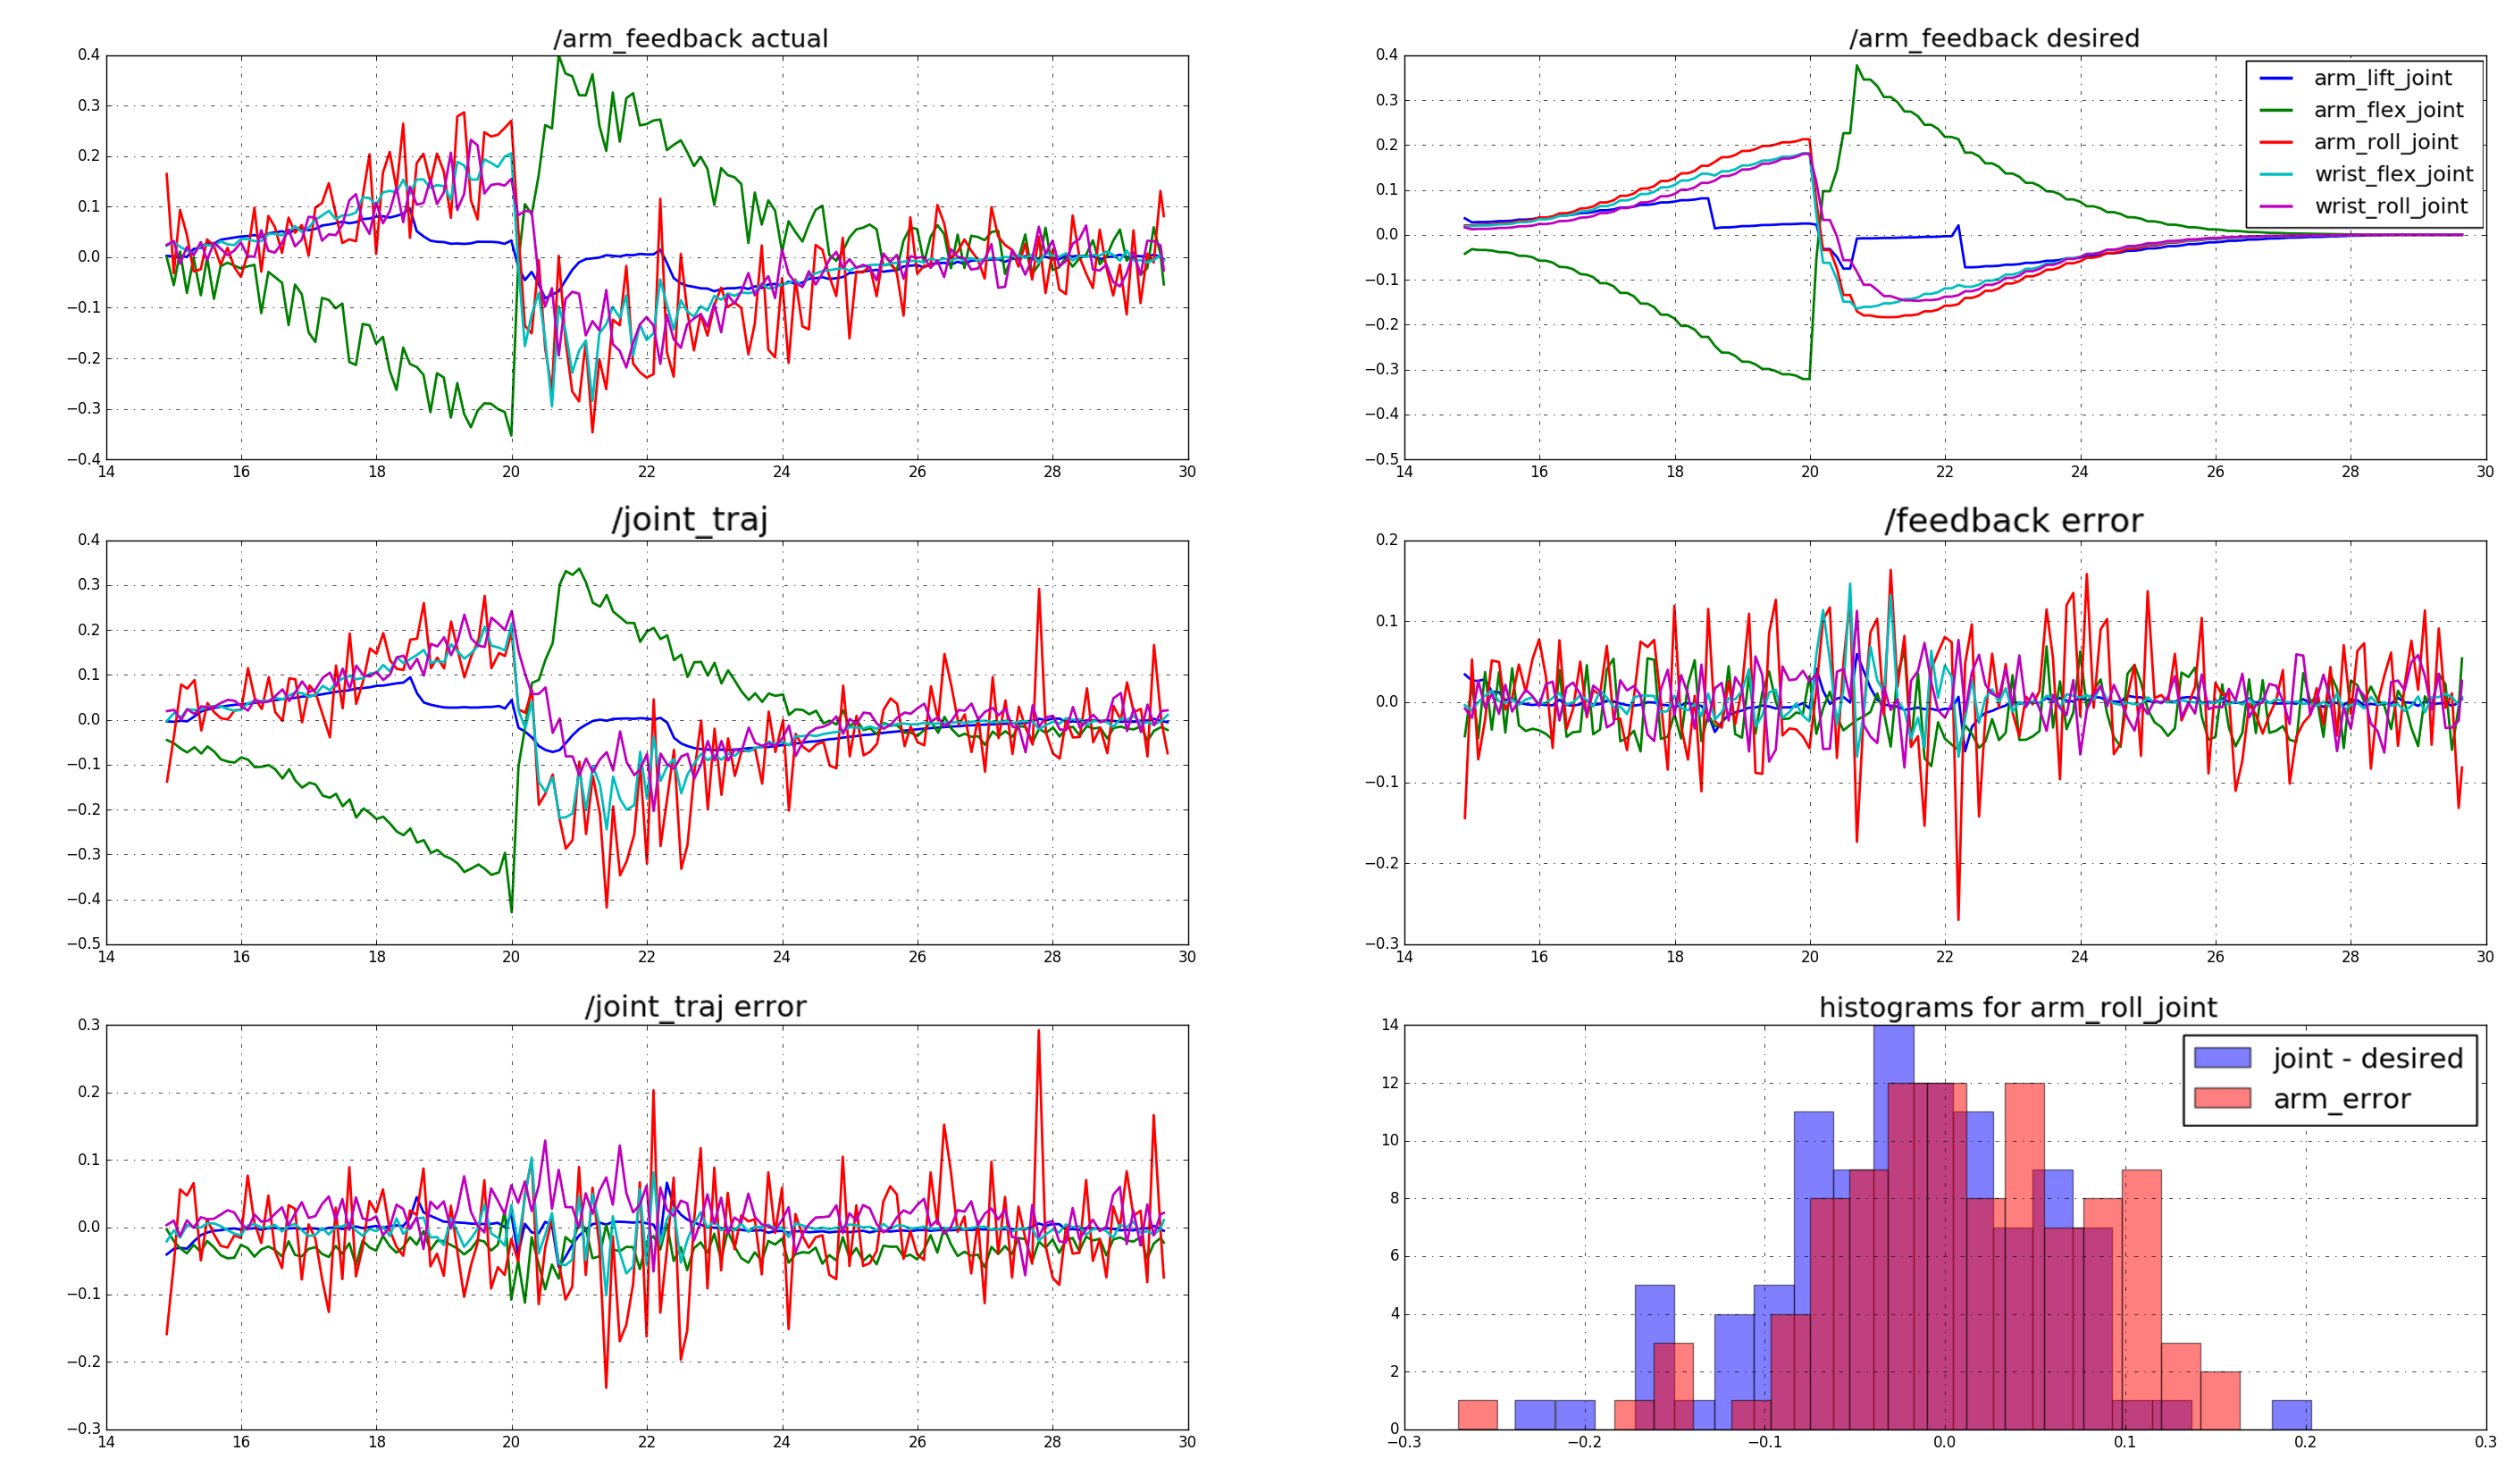 /arm_feedback actual
0.4
0.3
0.2
0.1
0.0
−0.1
−0.2
−0.3
−0.4
14 16 18 20 22 24 26 28 30
/arm_feedback desired
0.4
0.3
0.2
0.1
0.0
−0.1
−0.2
−0.3
−0.4
−0.5
14 16 18 20 22 24 26 28 30
arm_lift_joint
arm_flex_joint
arm_roll_joint
wrist_flex_joint
wrist_roll_joint
/joint_traj
0.4
0.3
0.2
0.1
0.0
−0.1
−0.2
−0.3
−0.4
−0.5
14 16 18 20 22 24 26 28 30
/feedback error
0.2
0.1
0.0
−0.1
−0.2
−0.3
14 16 18 20 22 24 26 28 30
/joint_traj error
0.3
0.2
0.1
0.0
−0.1
−0.2
−0.3
14 16 18 20 22 24 26 28 30
histograms for arm_roll_joint
14
12
10
8
6
4
2
0
−0.3 −0.2 −0.1 0.0 0.1 0.2 0.3
joint - desired
arm_error